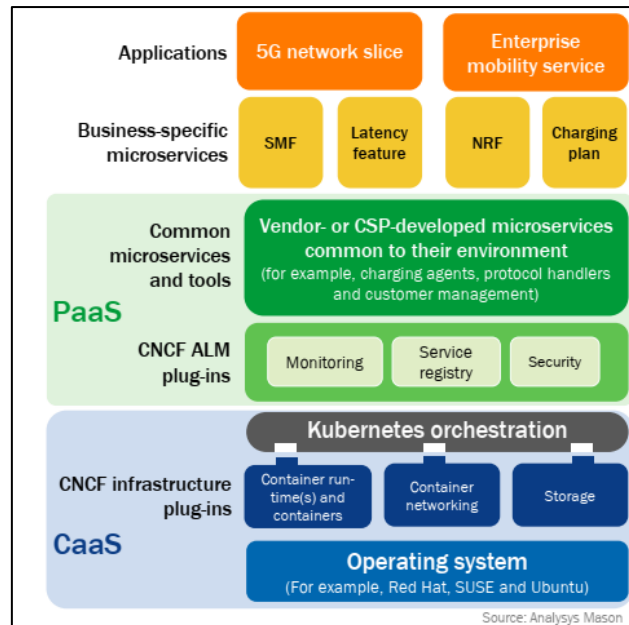 Applications
5G network slice
Enterprise
mobility service
Business-specific
microservices
SMF
Latency
feature
NRF
Charging
plan
Common
microservices
and tools
Vendor- or CSP-developed microservices
common to their environment
(for example, charging agents, protocol handlers
and customer management)
PaaS
CNCF ALM
plug-ins
Monitoring
Service
registry
Security
Kubernetes orchestration
CNCF infrastructure
plug-ins
Container run-
time(s) and
containers
Container
networking
Storage
CaaS
Operating system
(For example, Red Hat, SUSE and Ubuntu)
Source: Analysys Mason